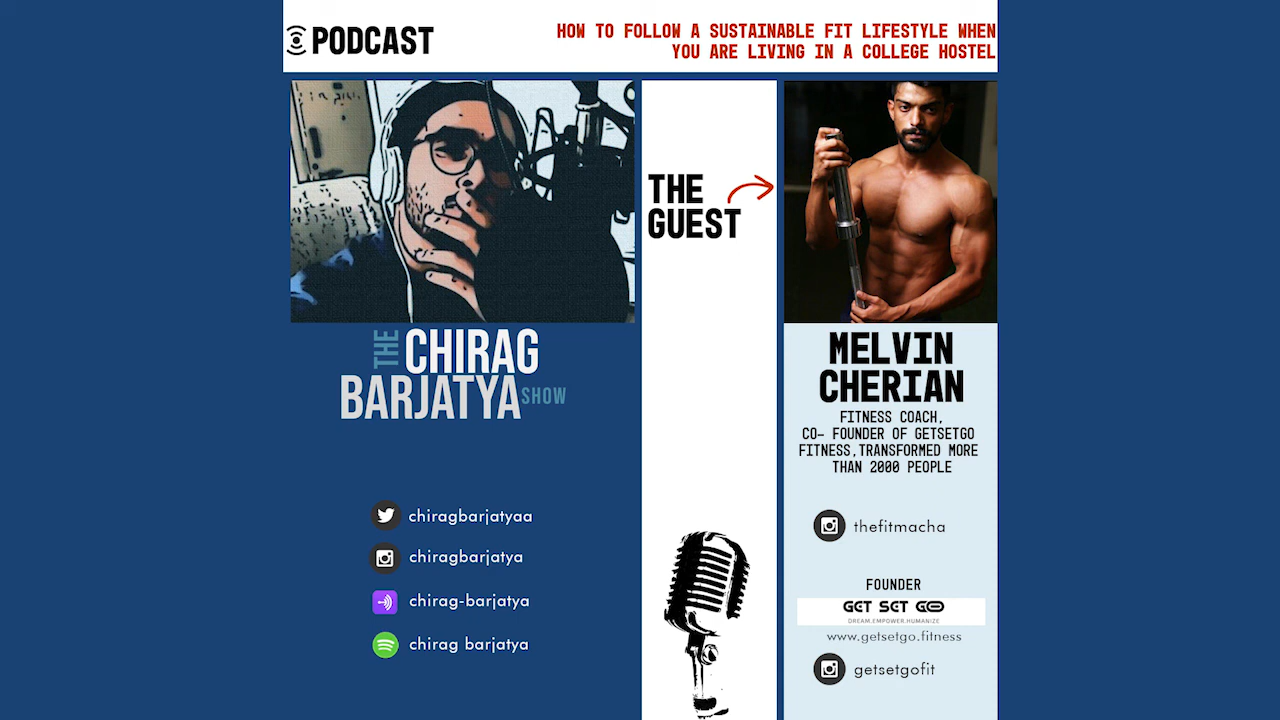 PODCAST
HOW TO FOLLOW A SUSTAINABLE FIT LIFESTYLE WHEN
YOU ARE LIVING IN A COLLEGE HOSTEL
THE
GUEST
THE CHIRAG
BARJATYA SHOW
chiragbarjatyaa
chiragbarjatya
chirag-barjatya
chirag barjatya
MELVIN
CHERIAN
FITNESS COACH,
CO- FOUNDER OF GETSETGO
FITNESS,TRANSFORMED MORE
THAN 2000 PEOPLE
thefitmacha
FOUNDER
GET SET GO
DREAM.EMPOWER.HUMANIZE
www.getsetgo.fitness
getsetgofit